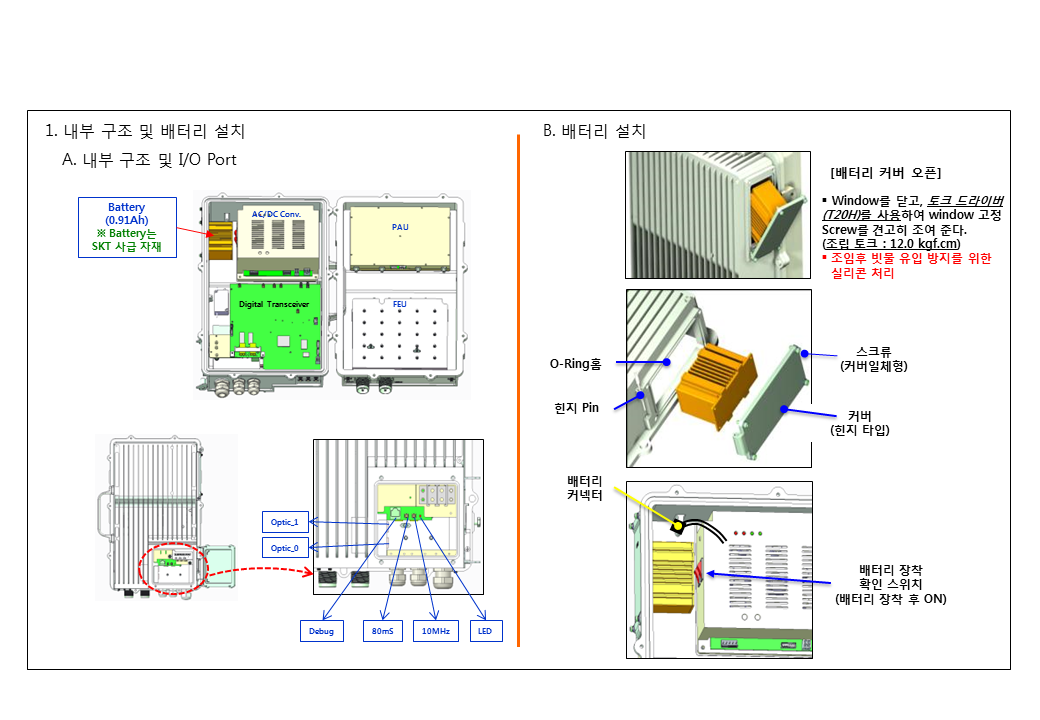 1. 내부 구조 및 배터리 설치
A. 내부 구조 및 I/O Port
Battery
(0.91Ah)
※ Battery는
SKT 사급 자재
AC/DC Conv.
PAU
Digital Transceiver
FEU
Optic_1
Optic_0
Debug
80mS
10MHz
LED
B. 배터리 설치
[배터리 커버 오픈]
▪ Window를 닫고, 토크 드라이버
(T20H)를 사용하여 window 고정
Screw를 견고히 조여 준다.
(조립 토크 : 12.0 kgf.cm)
▪ 조임후 빗물 유입 방지를 위한
실리콘 처리
O-Ring홈
힌지 Pin
스크류
(커버일체형)
커버
(힌지 타입)
배터리
커넥터
배터리 장착
확인 스위치
(배터리 장착 후 ON)